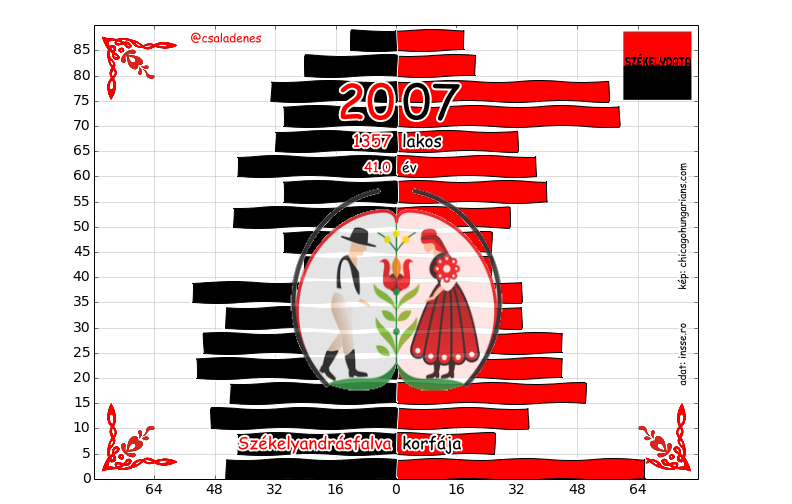 @csaladenes
SZÉKELYDATA
2007
1357 lakos
41,0 év
85
80
75
70
65
60
55
50
45
40
35
30
25
20
15
10
5
0
kép: chicagohungarians.com
adat: insse.ro
Székelyandrásfalva korfája
64 48 32 16 0 16 32 48 64